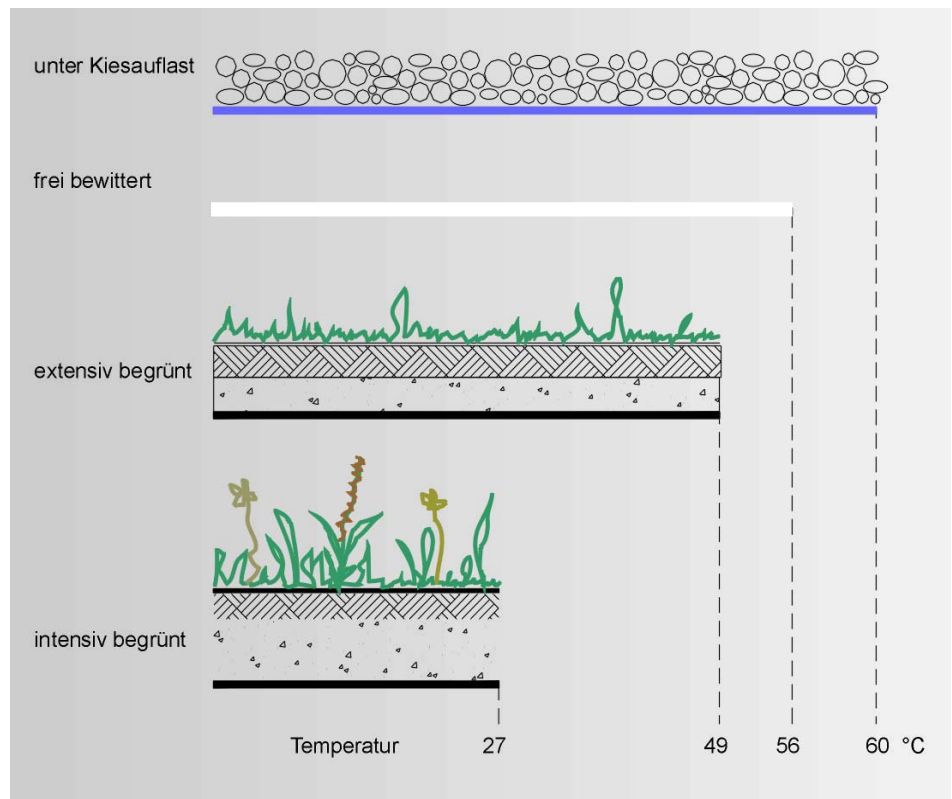 unter Kiesauflast
frei bewittert
extensiv begrünt
intensiv begrünt
Temperatur 27 49 56 60 °C